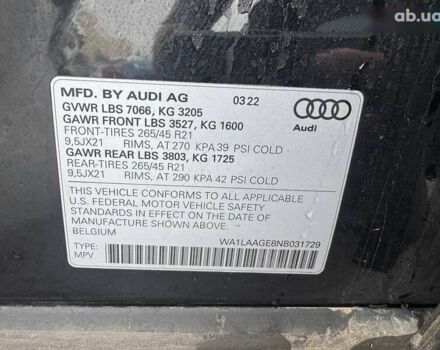 ab.ua
MFD. BY AUDI AG 0322
GVWR LBS 7066, KG 3205
GAWR FRONT LBS 3527, KG 1600
FRONT-TIRES 265/45 R21
9,5JX21 RIMS, AT 270 KPA 39 PSI COLD
GAWR REAR LBS 3803, KG 1725
REAR-TIRES 265/45 R21
9,5JX21 RIMS, AT 290 KPA 42 PSI COLD
Audi
THIS VEHICLE CONFORMS TO ALL APPLICABLE
U.S. FEDERAL MOTOR VEHICLE SAFETY
STANDARDS IN EFFECT ON THE DATE OF
MANUFACTURE SHOWN ABOVE.
BELGIUM
TYPE: WA1LAAGE8NB031729
MPV